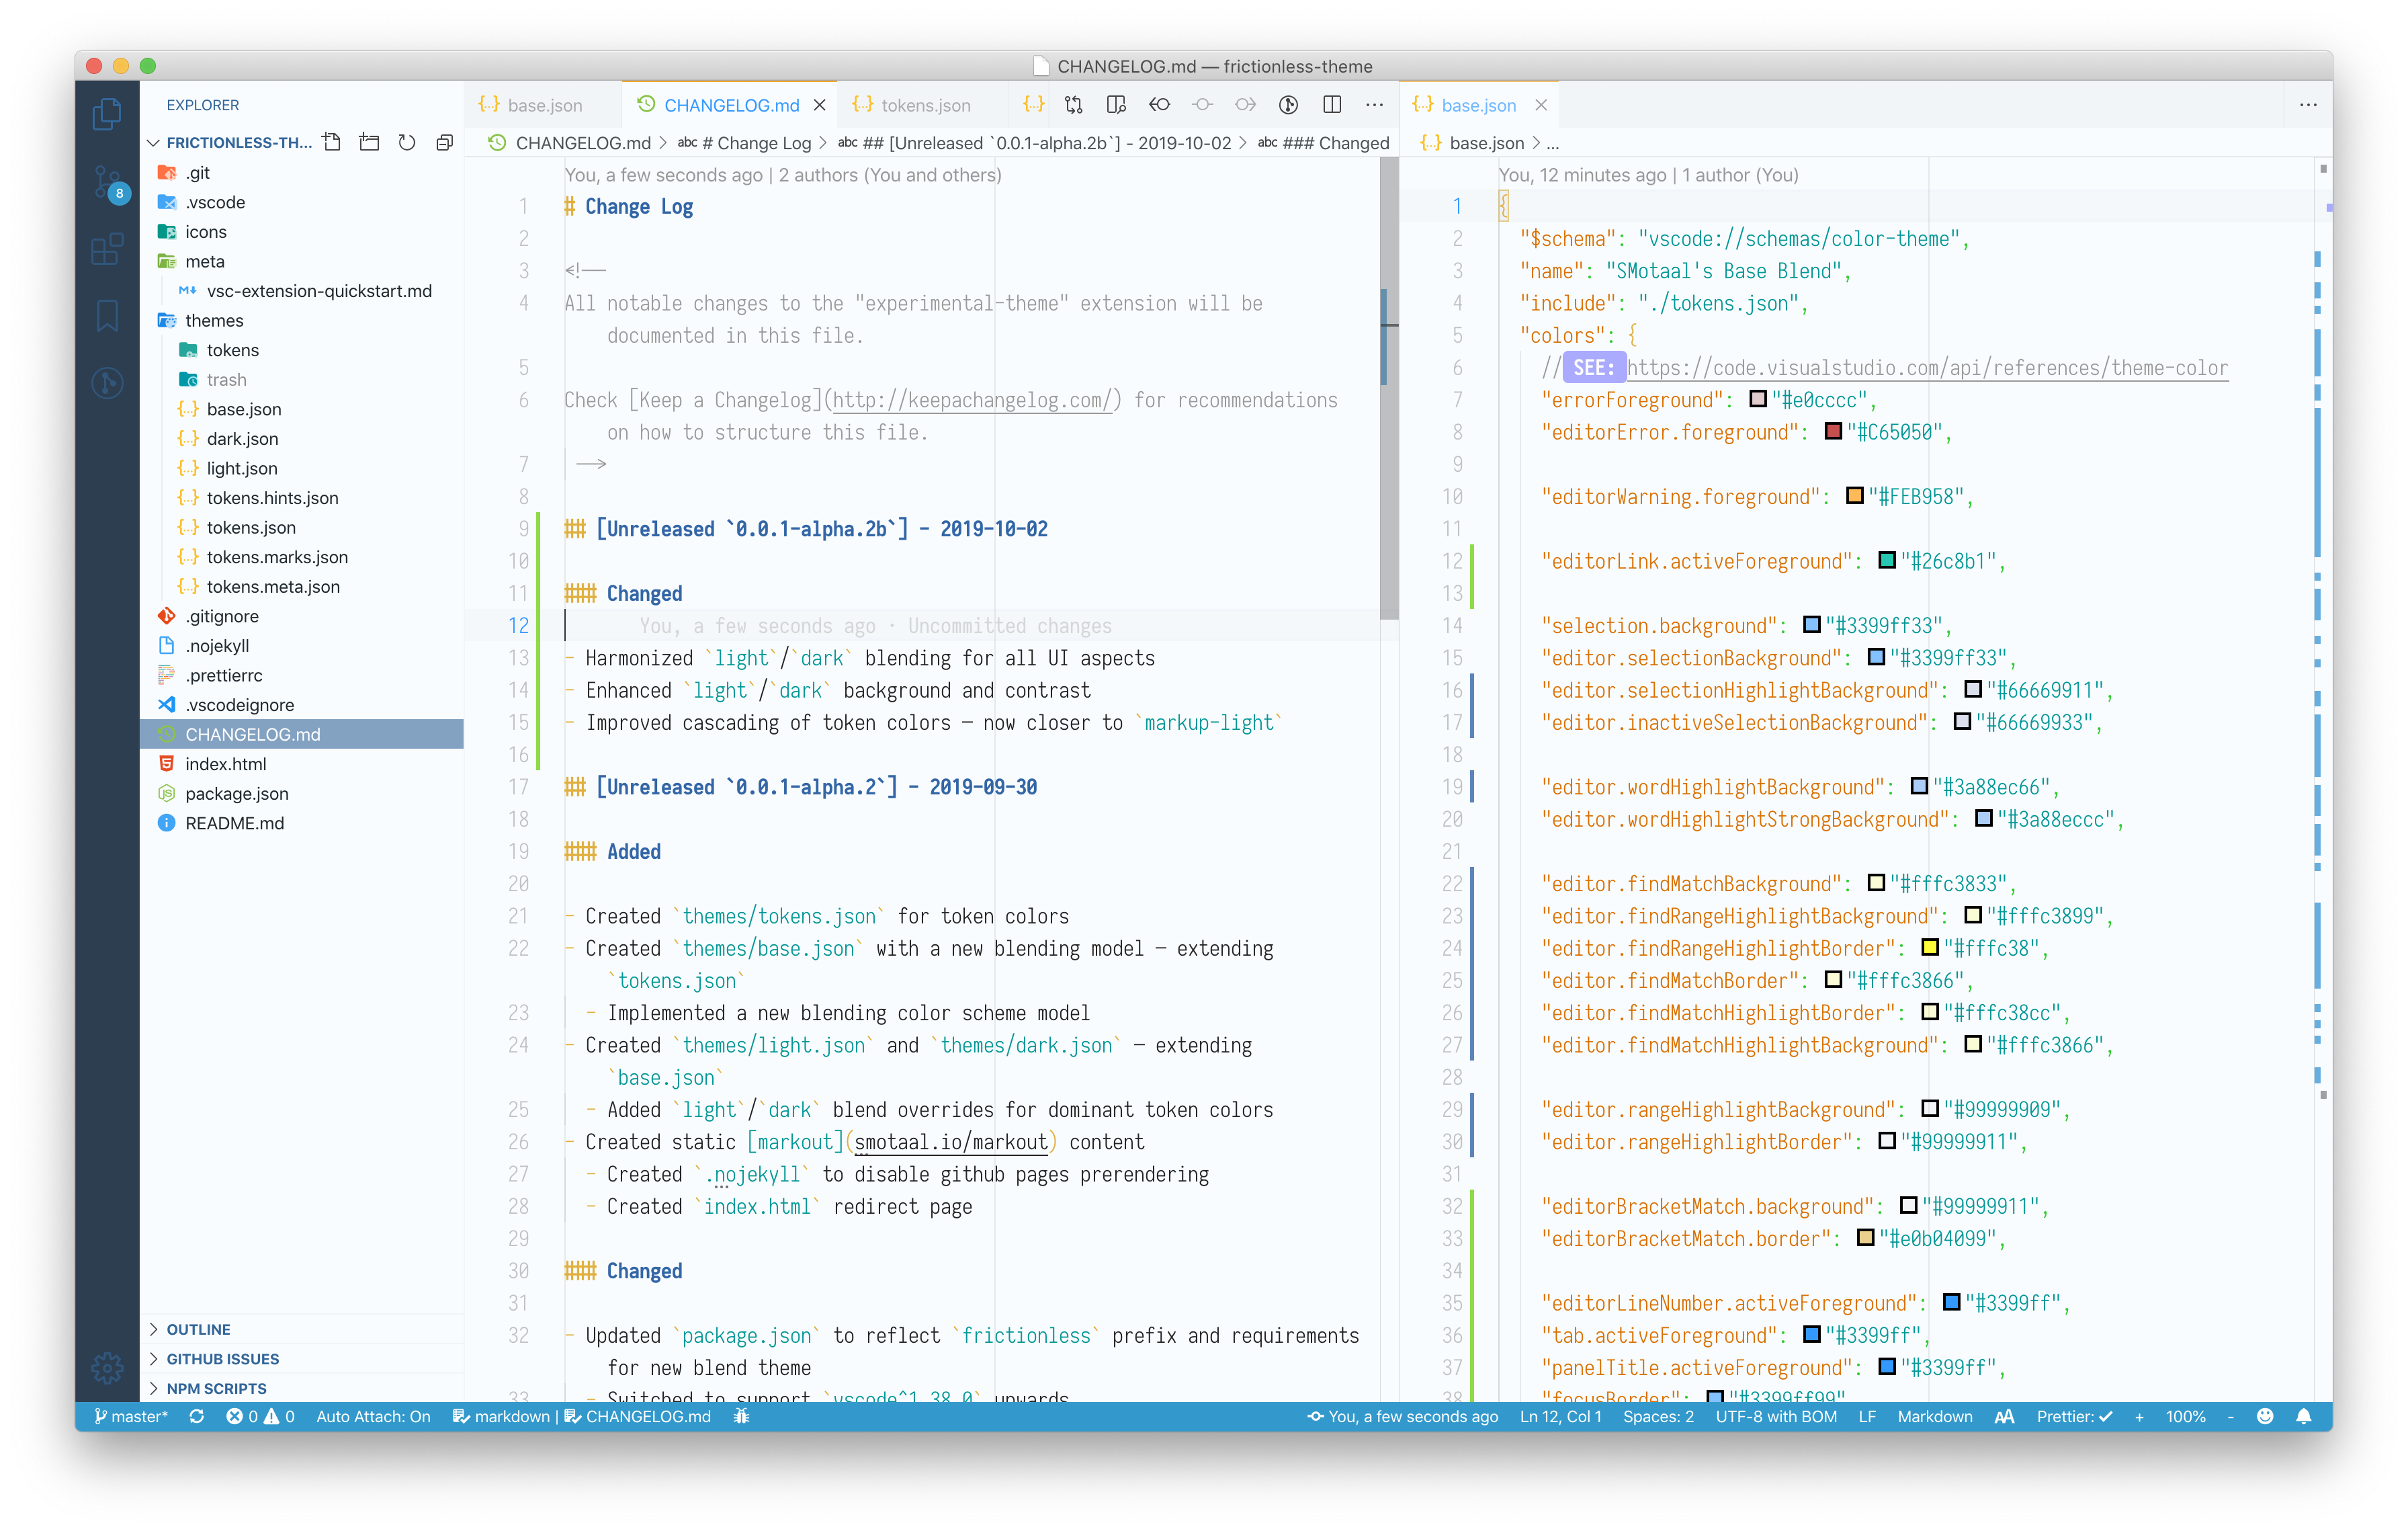 CHANGELOG.md — frictionless-theme
EXPLORER
FRICTIONLESS-TH...
.git
.vscode
icons
meta
vsc-extension-quickstart.md
themes
tokens
trash
base.json
dark.json
light.json
tokens.hints.json
tokens.json
tokens.marks.json
tokens.meta.json
.gitignore
.nojekyll
.prettierrc
.vscodeignore
CHANGELOG.md
index.html
package.json
README.md
OUTLINE
GITHUB ISSUES
NPM SCRIPTS
8
base.json CHANGELOG.md tokens.json
CHANGELOG.md > abc # Change Log > abc ## [Unreleased `0.0.1-alpha.2b`] - 2019-10-02 > abc ### Changed
You, a few seconds ago | 2 authors (You and others)
1 # Change Log
2
3 <!--
4 All notable changes to the "experimental-theme" extension will be
documented in this file.
5
6 Check [Keep a Changelog](http://keepachangelog.com/) for recommendations
on how to structure this file.
7 -->
8
9 ## [Unreleased `0.0.1-alpha.2b`] - 2019-10-02
10
11 ### Changed
12 You, a few seconds ago · Uncommitted changes
13 - Harmonized `light`/`dark` blending for all UI aspects
14 - Enhanced `light`/`dark` background and contrast
15 - Improved cascading of token colors — now closer to `markup-light`
16
17 ## [Unreleased `0.0.1-alpha.2`] - 2019-09-30
18
19 ### Added
20
21 - Created `themes/tokens.json` for token colors
22 - Created `themes/base.json` with a new blending model — extending
`tokens.json`
23 - Implemented a new blending color scheme model
24 - Created `themes/light.json` and `themes/dark.json` — extending
`base.json`
25 - Added `light`/`dark` blend overrides for dominant token colors
26 - Created static [markout](smotaal.io/markout) content
27 - Created `.nojekyll` to disable github pages prerendering
28 - Created `index.html` redirect page
29
30 ### Changed
31
32 - Updated `package.json` to reflect `frictionless` prefix and requirements
for new blend theme
33 - Switched to support `vscode^1.38.0` upwards
base.json
base.json > ...
You, 12 minutes ago | 1 author (You)
1 {
2 "$schema": "vscode://schemas/color-theme",
3 "name": "SMotaal's Base Blend",
4 "include": "./tokens.json",
5 "colors": {
6 // SEE: https://code.visualstudio.com/api/references/theme-color
7 "errorForeground": "#e0cccc",
8 "editorError.foreground": "#C65050",
9
10 "editorWarning.foreground": "#FEB958",
11
12 "editorLink.activeForeground": "#26c8b1",
13
14 "selection.background": "#3399ff33",
15 "editor.selectionBackground": "#3399ff33",
16 "editor.selectionHighlightBackground": "#66669911",
17 "editor.inactiveSelectionBackground": "#66669933",
18
19 "editor.wordHighlightBackground": "#3a88ec66",
20 "editor.wordHighlightStrongBackground": "#3a88eccc",
21
22 "editor.findMatchBackground": "#fffc3833",
23 "editor.findRangeHighlightBackground": "#fffc3899",
24 "editor.findRangeHighlightBorder": "#fffc38",
25 "editor.findMatchBorder": "#fffc3866",
26 "editor.findMatchHighlightBorder": "#fffc38cc",
27 "editor.findMatchHighlightBackground": "#fffc3866",
28
29 "editor.rangeHighlightBackground": "#99999909",
30 "editor.rangeHighlightBorder": "#99999911",
31
32 "editorBracketMatch.background": "#99999911",
33 "editorBracketMatch.border": "#e0b04099",
34
35 "editorLineNumber.activeForeground": "#3399ff",
36 "tab.activeForeground": "#3399ff",
37 "panelTitle.activeForeground": "#3399ff",
38 "focusBorder": "#3399ff99"
master* 0 0 Auto Attach: On markdown | CHANGELOG.md You, a few seconds ago Ln 12, Col 1 Spaces: 2 UTF-8 with BOM LF Markdown AA Prettier: ✓ + 100% -